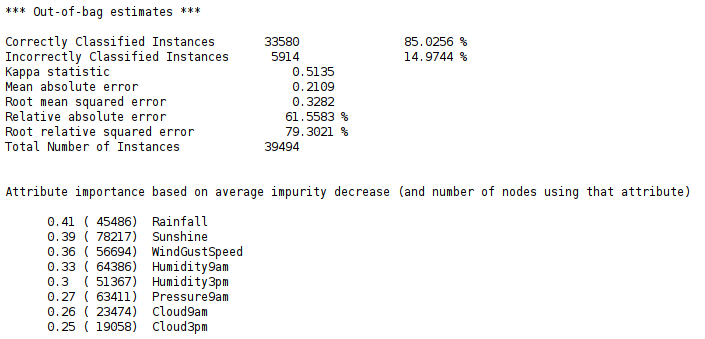 *** Out-of-bag estimates ***
Correctly Classified Instances 33580 85.0256 %
Incorrectly Classified Instances 5914 14.9744 %
Kappa statistic 0.5135
Mean absolute error 0.2109
Root mean squared error 0.3282
Relative absolute error 61.5583 %
Root relative squared error 79.3021 %
Total Number of Instances 39494
Attribute importance based on average impurity decrease (and number of nodes using that attribute)
0.41 ( 45486) Rainfall
0.39 ( 78217) Sunshine
0.36 ( 56694) WindGustSpeed
0.33 ( 64386) Humidity9am
0.3 ( 51367) Humidity3pm
0.27 ( 63411) Pressure9am
0.26 ( 23474) Cloud9am
0.25 ( 19058) Cloud3pm